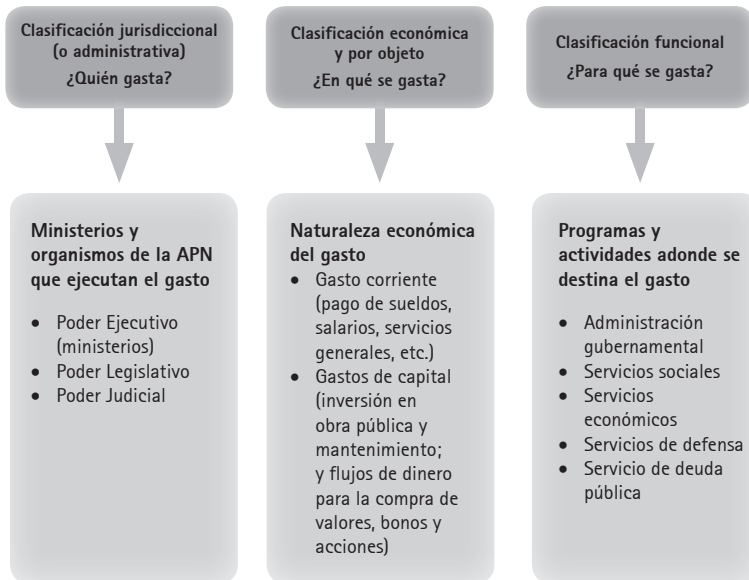 Clasificación jurisdiccional
(o administrativa)
¿Quién gasta?
Clasificación económica
y por objeto
¿En qué se gasta?
Clasificación funcional
¿Para qué se gasta?
Ministerios y
organismos de la APN
que ejecutan el gasto
• Poder Ejecutivo
(ministerios)
• Poder Legislativo
• Poder Judicial
Naturaleza económica
del gasto
• Gasto corriente
(pago de sueldos,
salarios, servicios
generales, etc.)
• Gastos de capital
(inversión en
obra pública y
mantenimiento;
y flujos de dinero
para la compra de
valores, bonos y
acciones)
Programas y
actividades adonde se
destina el gasto
• Administración
gubernamental
• Servicios sociales
• Servicios
económicos
• Servicios de defensa
• Servicio de deuda
pública